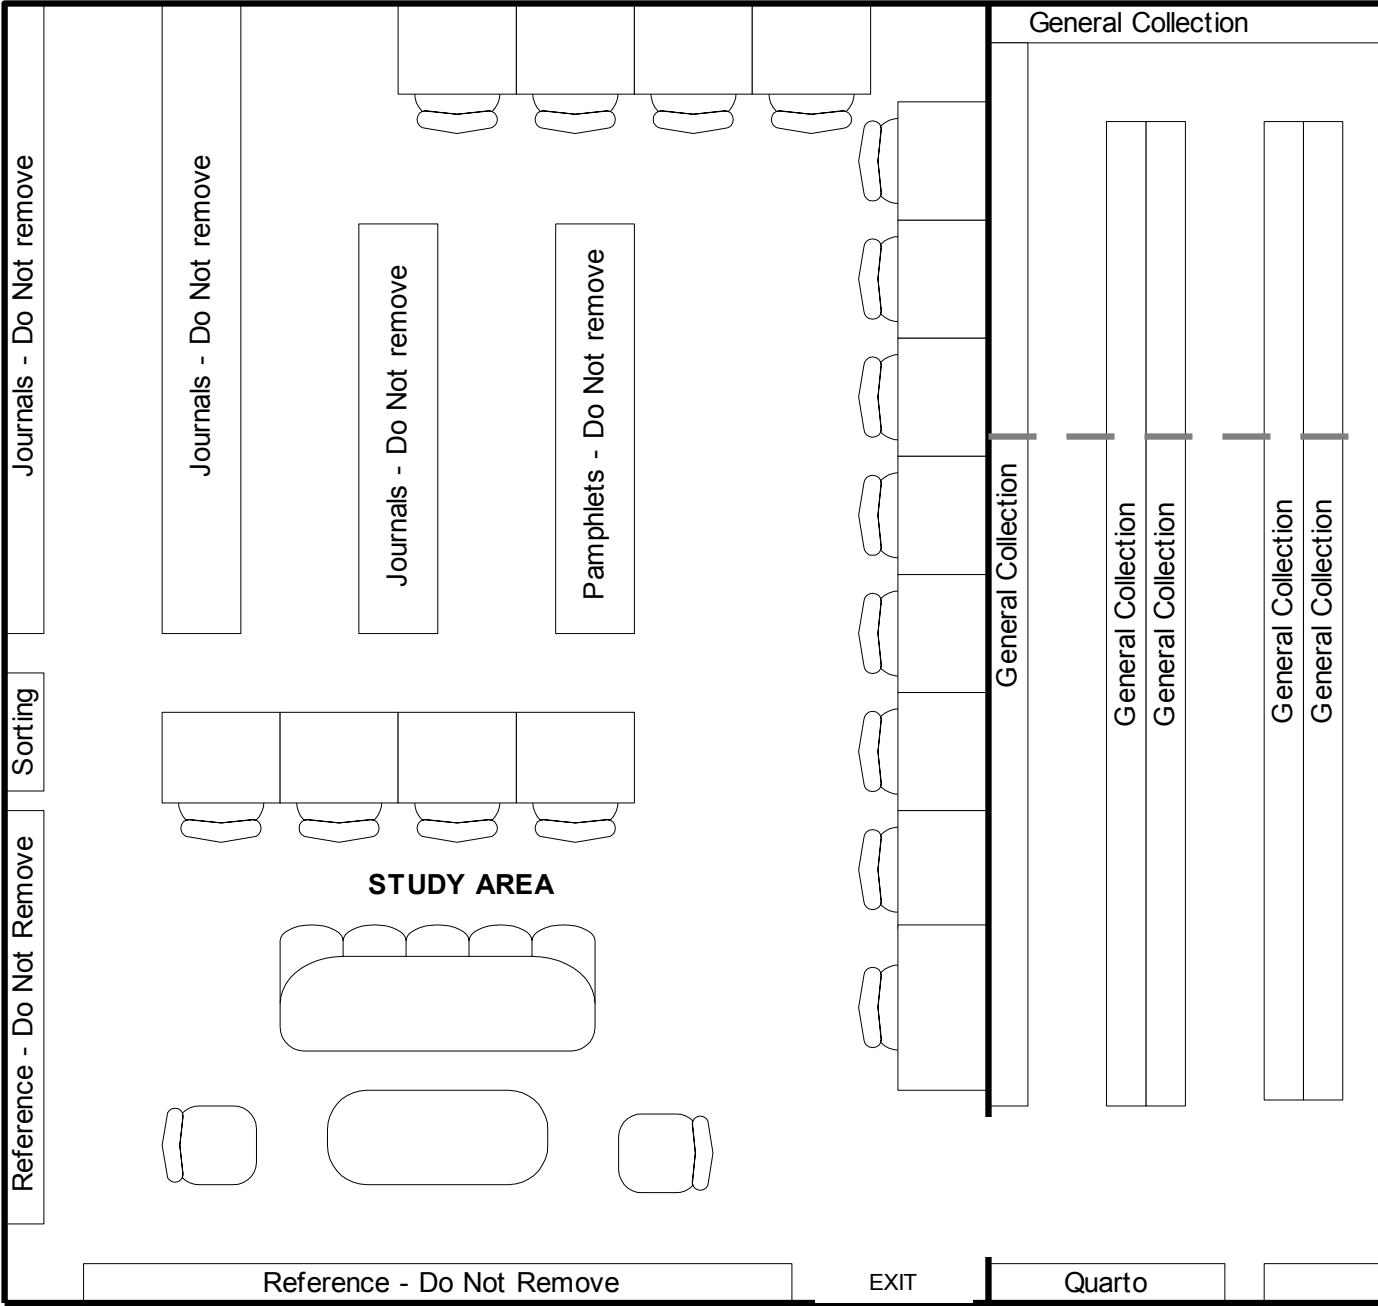 General Collection
Journals - Do Not remove
Journals - Do Not remove
Journals - Do Not remove
Pamphlets - Do Not remove
General Collection
General Collection
General Collection
General Collection
General Collection
Sorting
Reference - Do Not Remove
STUDY AREA
Reference - Do Not Remove
EXIT
Quarto